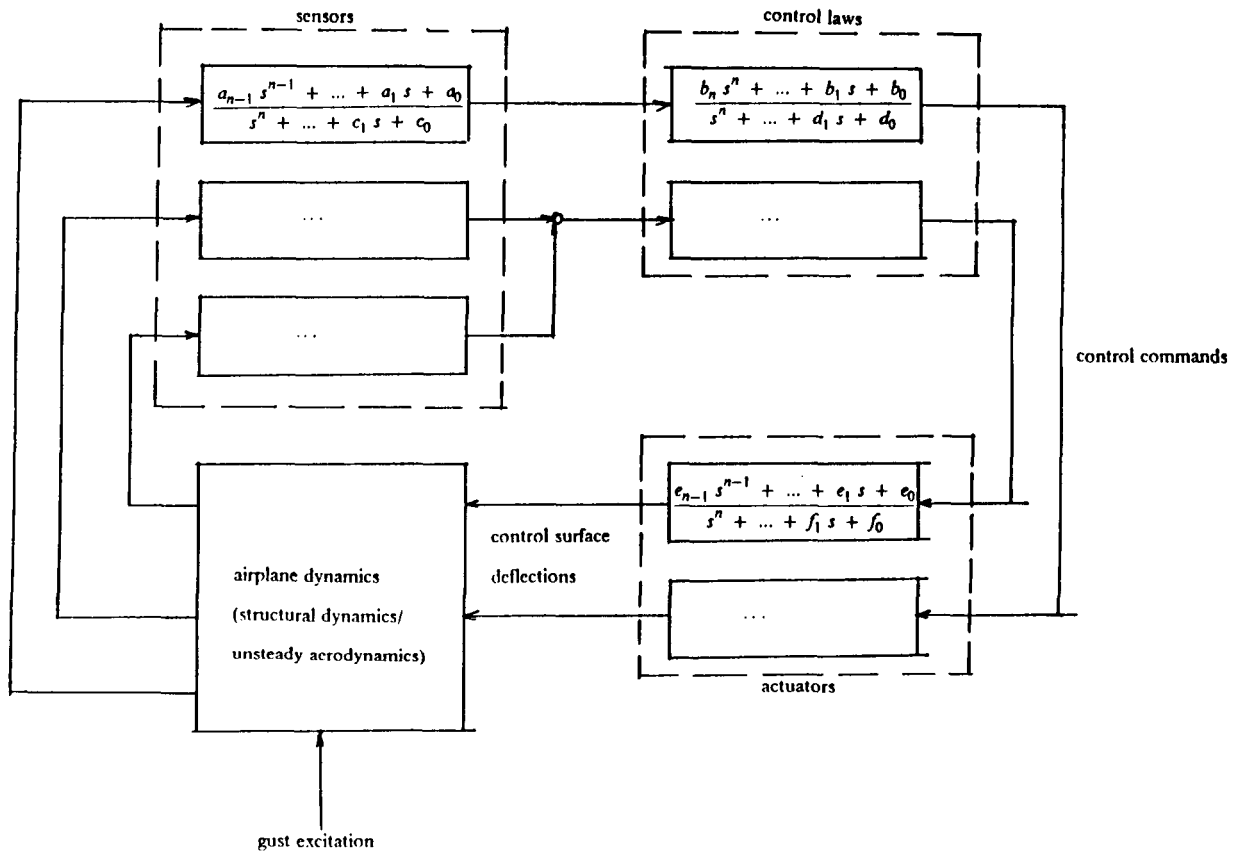 sensors
control laws
a_{n-1} s^{n-1} + ... + a_1 s + a_0
s^n + ... + c_1 s + c_0
b_n s^n + ... + b_1 s + b_0
s^n + ... + d_1 s + d_0
...
...
...
control commands
e_{n-1} s^{n-1} + ... + e_1 s + e_0
s^n + ... + f_1 s + f_0
control surface
deflections
airplane dynamics
(structural dynamics/
unsteady aerodynamics)
...
actuators
gust excitation